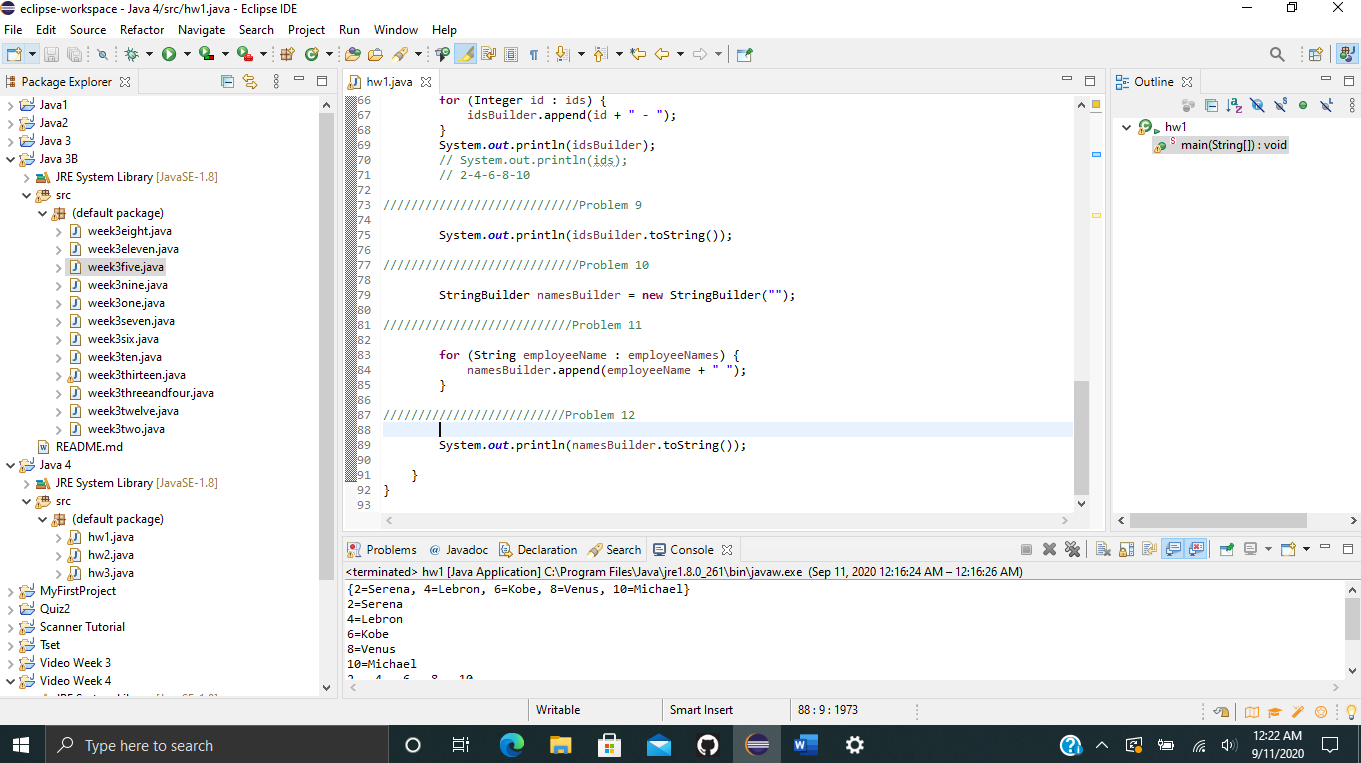 eclipse-workspace - Java 4/src/hw1.java - Eclipse IDE
File Edit Source Refactor Navigate Search Project Run Window Help
Package Explorer
Java1
Java2
Java 3
Java 3B
JRE System Library [JavaSE-1.8]
src
(default package)
week3eight.java
week3eleven.java
week3five.java
week3nine.java
week3one.java
week3seven.java
week3six.java
week3ten.java
week3thirteen.java
week3threeandfour.java
week3twelve.java
week3two.java
README.md
Java 4
JRE System Library [JavaSE-1.8]
src
(default package)
hw1.java
hw2.java
hw3.java
MyFirstProject
Quiz2
Scanner Tutorial
Tset
Video Week 3
Video Week 4
hw1.java
66 for (Integer id : ids) {
67 idsBuilder.append(id + " - ");
68 }
69 System.out.println(idsBuilder);
70 // System.out.println(ids);
71 // 2-4-6-8-10
72
73 ////////////////////////////Problem 9
74
75 System.out.println(idsBuilder.toString());
76
77 ////////////////////////////Problem 10
78
79 StringBuilder namesBuilder = new StringBuilder("");
80
81 ///////////////////////////Problem 11
82
83 for (String employeeName : employeeNames) {
84 namesBuilder.append(employeeName + " ");
85 }
86
87 //////////////////////////Problem 12
88
89 System.out.println(namesBuilder.toString());
90
91 }
92 }
93
Outline
hw1
main(String[]) : void
Problems @ Javadoc Declaration Search Console
<terminated> hw1 [Java Application] C:\Program Files\Java\jre1.8.0_261\bin\javaw.exe (Sep 11, 2020 12:16:24 AM – 12:16:26 AM)
{2=Serena, 4=Lebron, 6=Kobe, 8=Venus, 10=Michael}
2=Serena
4=Lebron
6=Kobe
8=Venus
10=Michael
Writable Smart Insert 88 : 9 : 1973
Type here to search
12:22 AM
9/11/2020